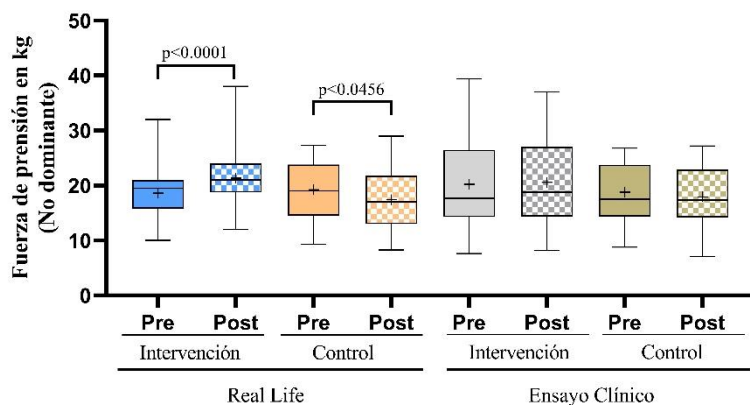 Fuerza de prensión en kg
(No dominante)
50
40
30
20
10
0
p<0.0001
p<0.0456
Pre Post Pre Post Pre Post Pre Post
Intervención Control Intervención Control
Real Life Ensayo Clínico